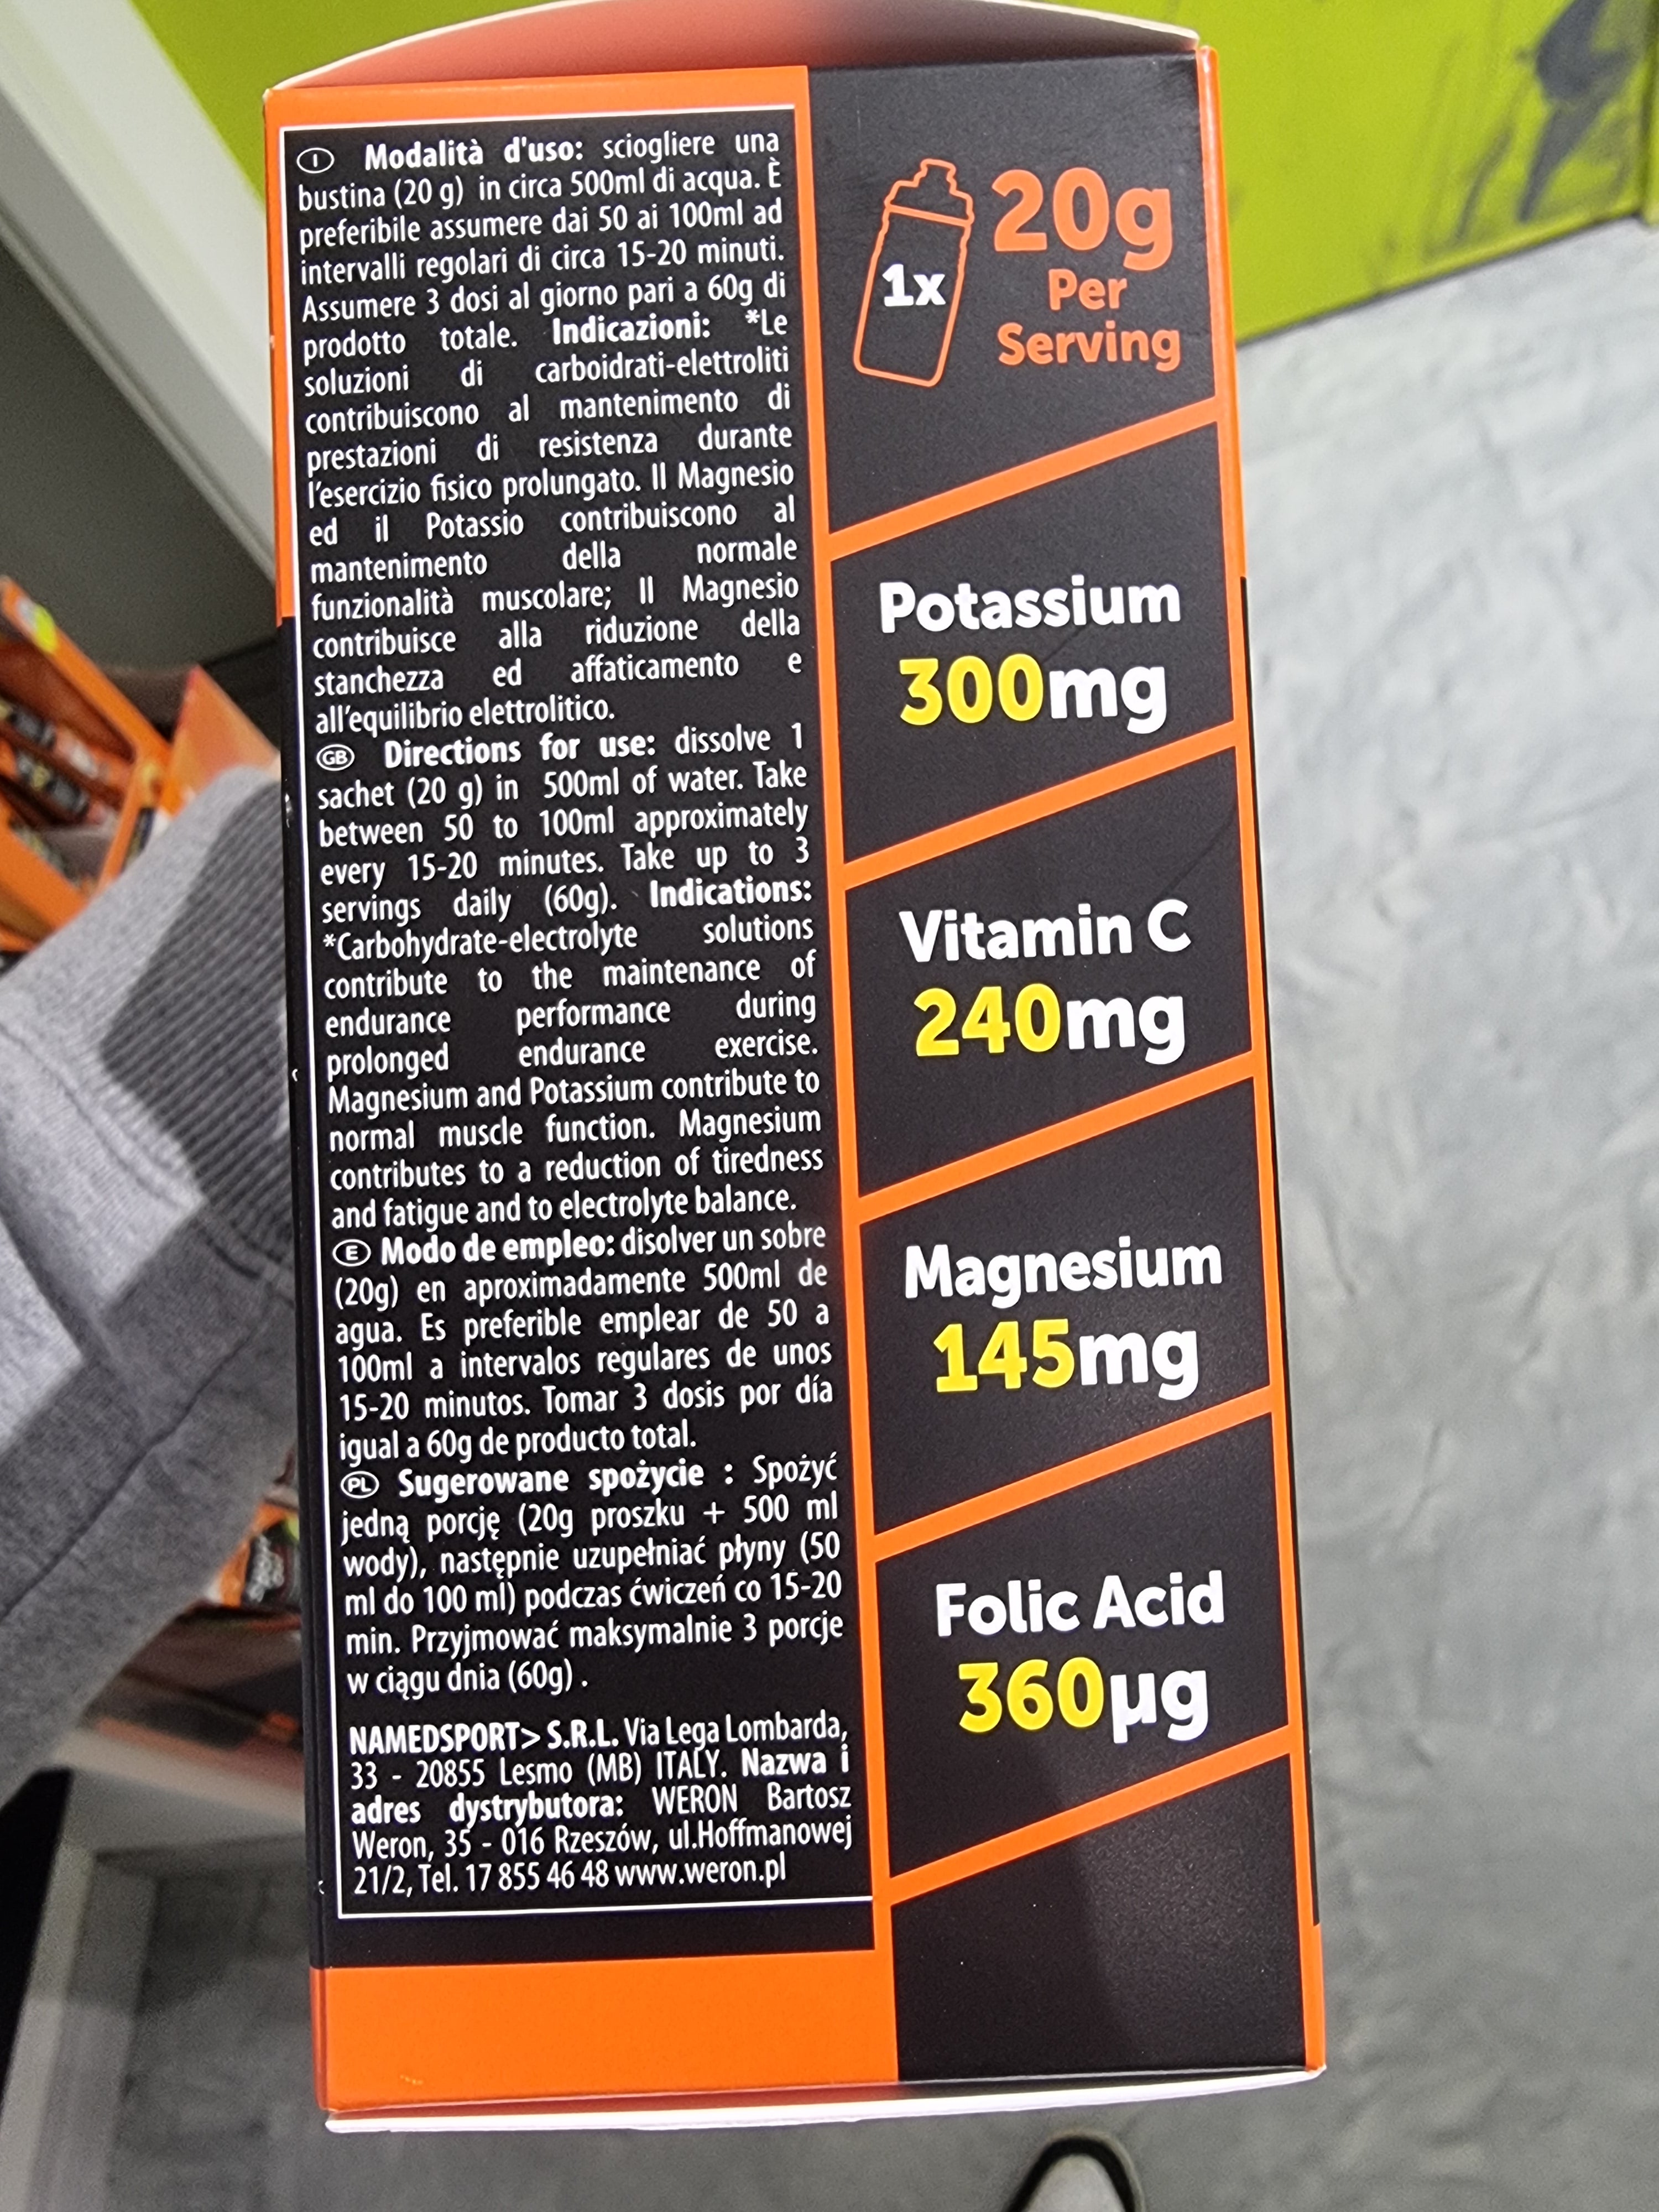 I Modalità d'uso: sciogliere una
bustina (20 g) in circa 500ml di acqua. È
preferibile assumere dai 50 ai 100ml ad
intervalli regolari di circa 15-20 minuti.
Assumere 3 dosi al giorno pari a 60g di
prodotto totale. Indicazioni: *Le
soluzioni di carboidrati-elettroliti
contribuiscono al mantenimento di
prestazioni di resistenza durante
l'esercizio fisico prolungato. Il Magnesio
ed il Potassio contribuiscono al
mantenimento della normale
funzionalità muscolare; Il Magnesio
contribuisce alla riduzione della
stanchezza ed affaticamento e
all'equilibrio elettrolitico.
GB Directions for use: dissolve 1
sachet (20 g) in 500ml of water. Take
between 50 to 100ml approximately
every 15-20 minutes. Take up to 3
servings daily (60g). Indications:
*Carbohydrate-electrolyte solutions
contribute to the maintenance of
endurance performance during
prolonged endurance exercise.
Magnesium and Potassium contribute to
normal muscle function. Magnesium
contributes to a reduction of tiredness
and fatigue and to electrolyte balance.
E Modo de empleo: disolver un sobre
(20g) en aproximadamente 500ml de
agua. Es preferible emplear de 50 a
100ml a intervalos regulares de unos
15-20 minutos. Tomar 3 dosis por día
igual a 60g de producto total.
PL Sugerowane spożycie : Spożyć
jedną porcję (20g proszku + 500 ml
wody), następnie uzupełniać płyny (50
ml do 100 ml) podczas ćwiczeń co 15-20
min. Przyjmować maksymalnie 3 porcje
w ciągu dnia (60g) .
NAMEDSPORT> S.R.L. Via Lega Lombarda,
33 - 20855 Lesmo (MB) ITALY. Nazwa i
adres dystrybutora: WERON Bartosz
Weron, 35 - 016 Rzeszów, ul.Hoffmanowej
21/2, Tel. 17 855 46 48 www.weron.pl
1x
20g
Per
Serving
Potassium
300mg
Vitamin C
240mg
Magnesium
145mg
Folic Acid
360µg